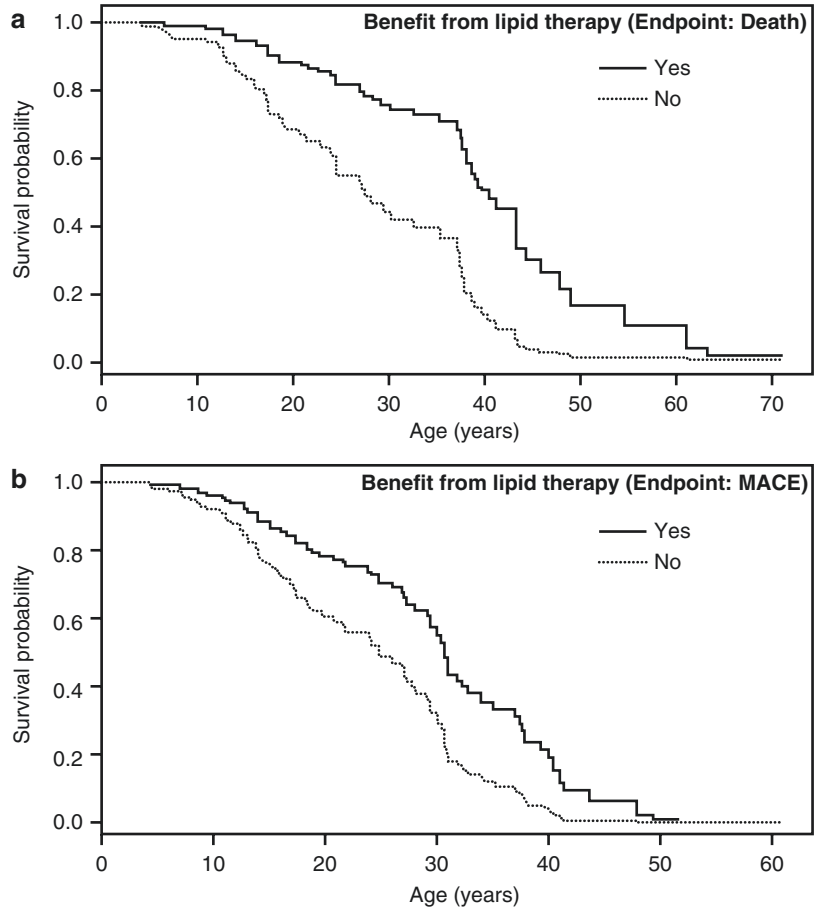 a
Benefit from lipid therapy (Endpoint: Death)
Yes
No
Survival probability
1.0
0.8
0.6
0.4
0.2
0.0
0 10 20 30 40 50 60 70
Age (years)
b
Benefit from lipid therapy (Endpoint: MACE)
Yes
No
Survival probability
1.0
0.8
0.6
0.4
0.2
0.0
0 10 20 30 40 50 60
Age (years)